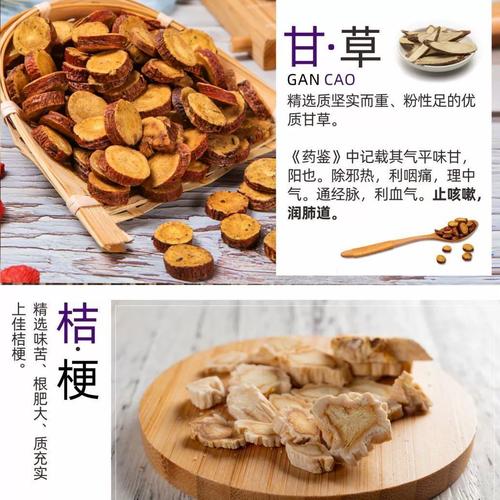 甘·草
GAN CAO
精选质坚实而重、粉性足的优
质甘草。
《药鉴》中记载其气平味甘，
阳也。除邪热，利咽痛，理中
气。通经脉，利血气。止咳嗽，
润肺道。
桔·梗
精选味苦、根肥大、质充实
上佳桔梗。